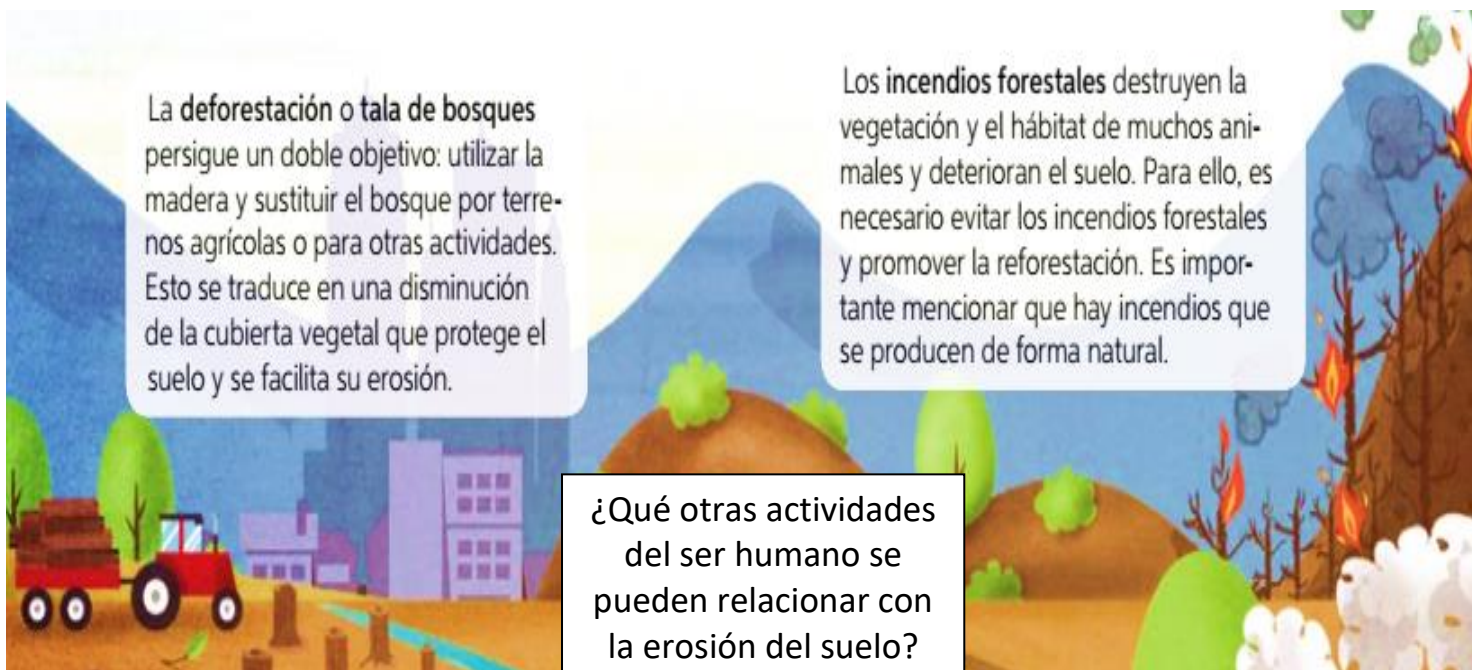 La deforestación o tala de bosques
persigue un doble objetivo: utilizar la
madera y sustituir el bosque por terre-
nos agrícolas o para otras actividades.
Esto se traduce en una disminución
de la cubierta vegetal que protege el
suelo y se facilita su erosión.
Los incendios forestales destruyen la
vegetación y el hábitat de muchos ani-
males y deterioran el suelo. Para ello, es
necesario evitar los incendios forestales
y promover la reforestación. Es impor-
tante mencionar que hay incendios que
se producen de forma natural.
¿Qué otras actividades
del ser humano se
pueden relacionar con
la erosión del suelo?